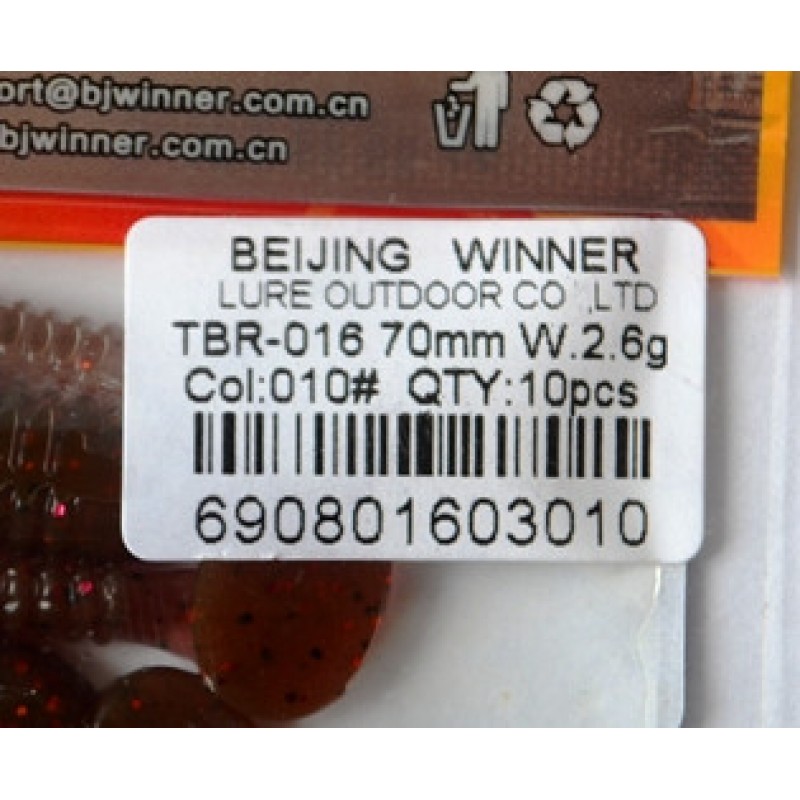 ort@bjwinner.com.cn
bjwinner.com.cn
BEIJING WINNER
LURE OUTDOOR CO .,LTD
TBR-016 70mm W.2.6g
Col:010# QTY:10pcs
690801603010